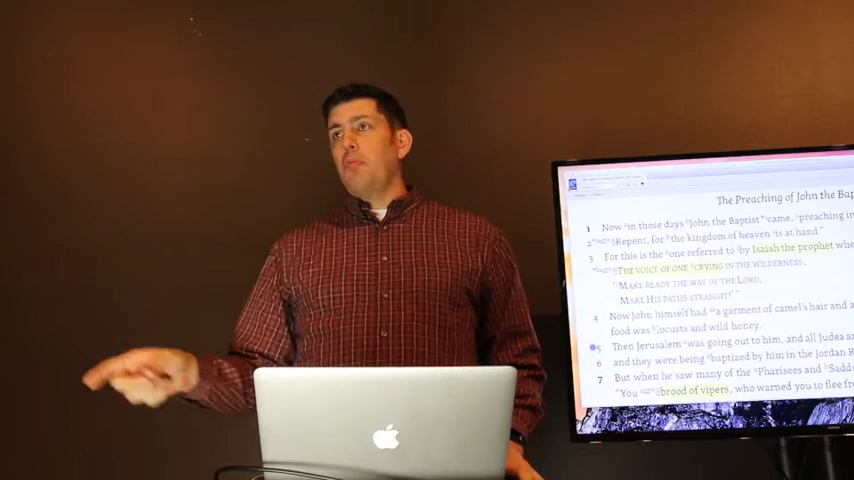 The Preaching of John the Bap
1 Now in those days John the Baptist *came, preaching in
2 "Repent, for the kingdom of heaven is at hand."
3 For this is the one referred to by Isaiah the prophet
"THE VOICE OF ONE CRYING IN THE WILDERNESS,
'MAKE READY THE WAY OF THE LORD,
MAKE HIS PATHS STRAIGHT!'"
4 Now John himself had a garment of camel's hair and a
food was locusts and wild honey.
5 Then Jerusalem was going out to him, and all Judea
6 and they were being baptized by him in the Jordan R
7 But when he saw many of the Pharisees and Sadd
"You brood of vipers, who warned you to flee fr